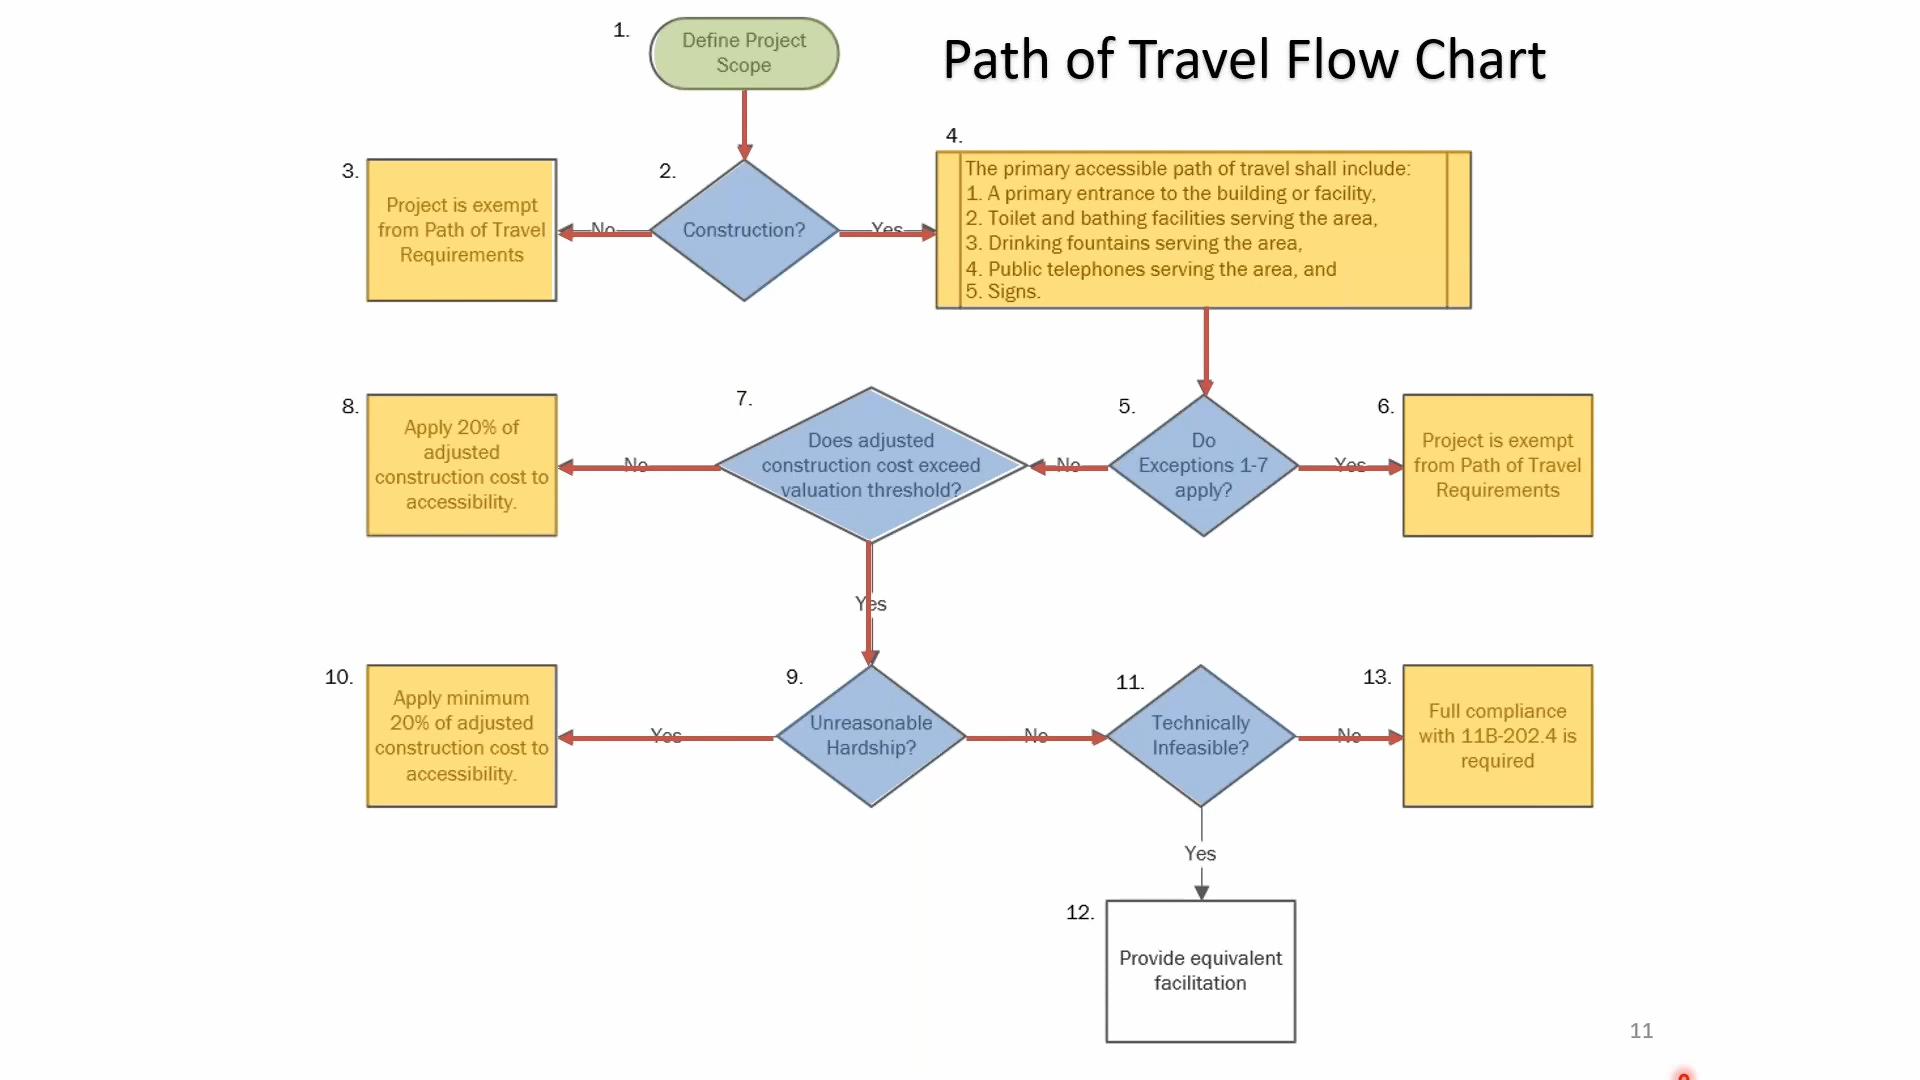 Path of Travel Flow Chart
1.
Define Project
Scope
2.
Construction?
No
Yes
3.
Project is exempt
from Path of Travel
Requirements
4.
The primary accessible path of travel shall include:
1. A primary entrance to the building or facility,
2. Toilet and bathing facilities serving the area,
3. Drinking fountains serving the area,
4. Public telephones serving the area, and
5. Signs.
5.
Do
Exceptions 1-7
apply?
Yes
No
6.
Project is exempt
from Path of Travel
Requirements
7.
Does adjusted
construction cost exceed
valuation threshold?
No
Yes
8.
Apply 20% of
adjusted
construction cost to
accessibility.
9.
Unreasonable
Hardship?
Yes
No
10.
Apply minimum
20% of adjusted
construction cost to
accessibility.
11.
Technically
Infeasible?
No
Yes
12.
Provide equivalent
facilitation
13.
Full compliance
with 11B-202.4 is
required
11